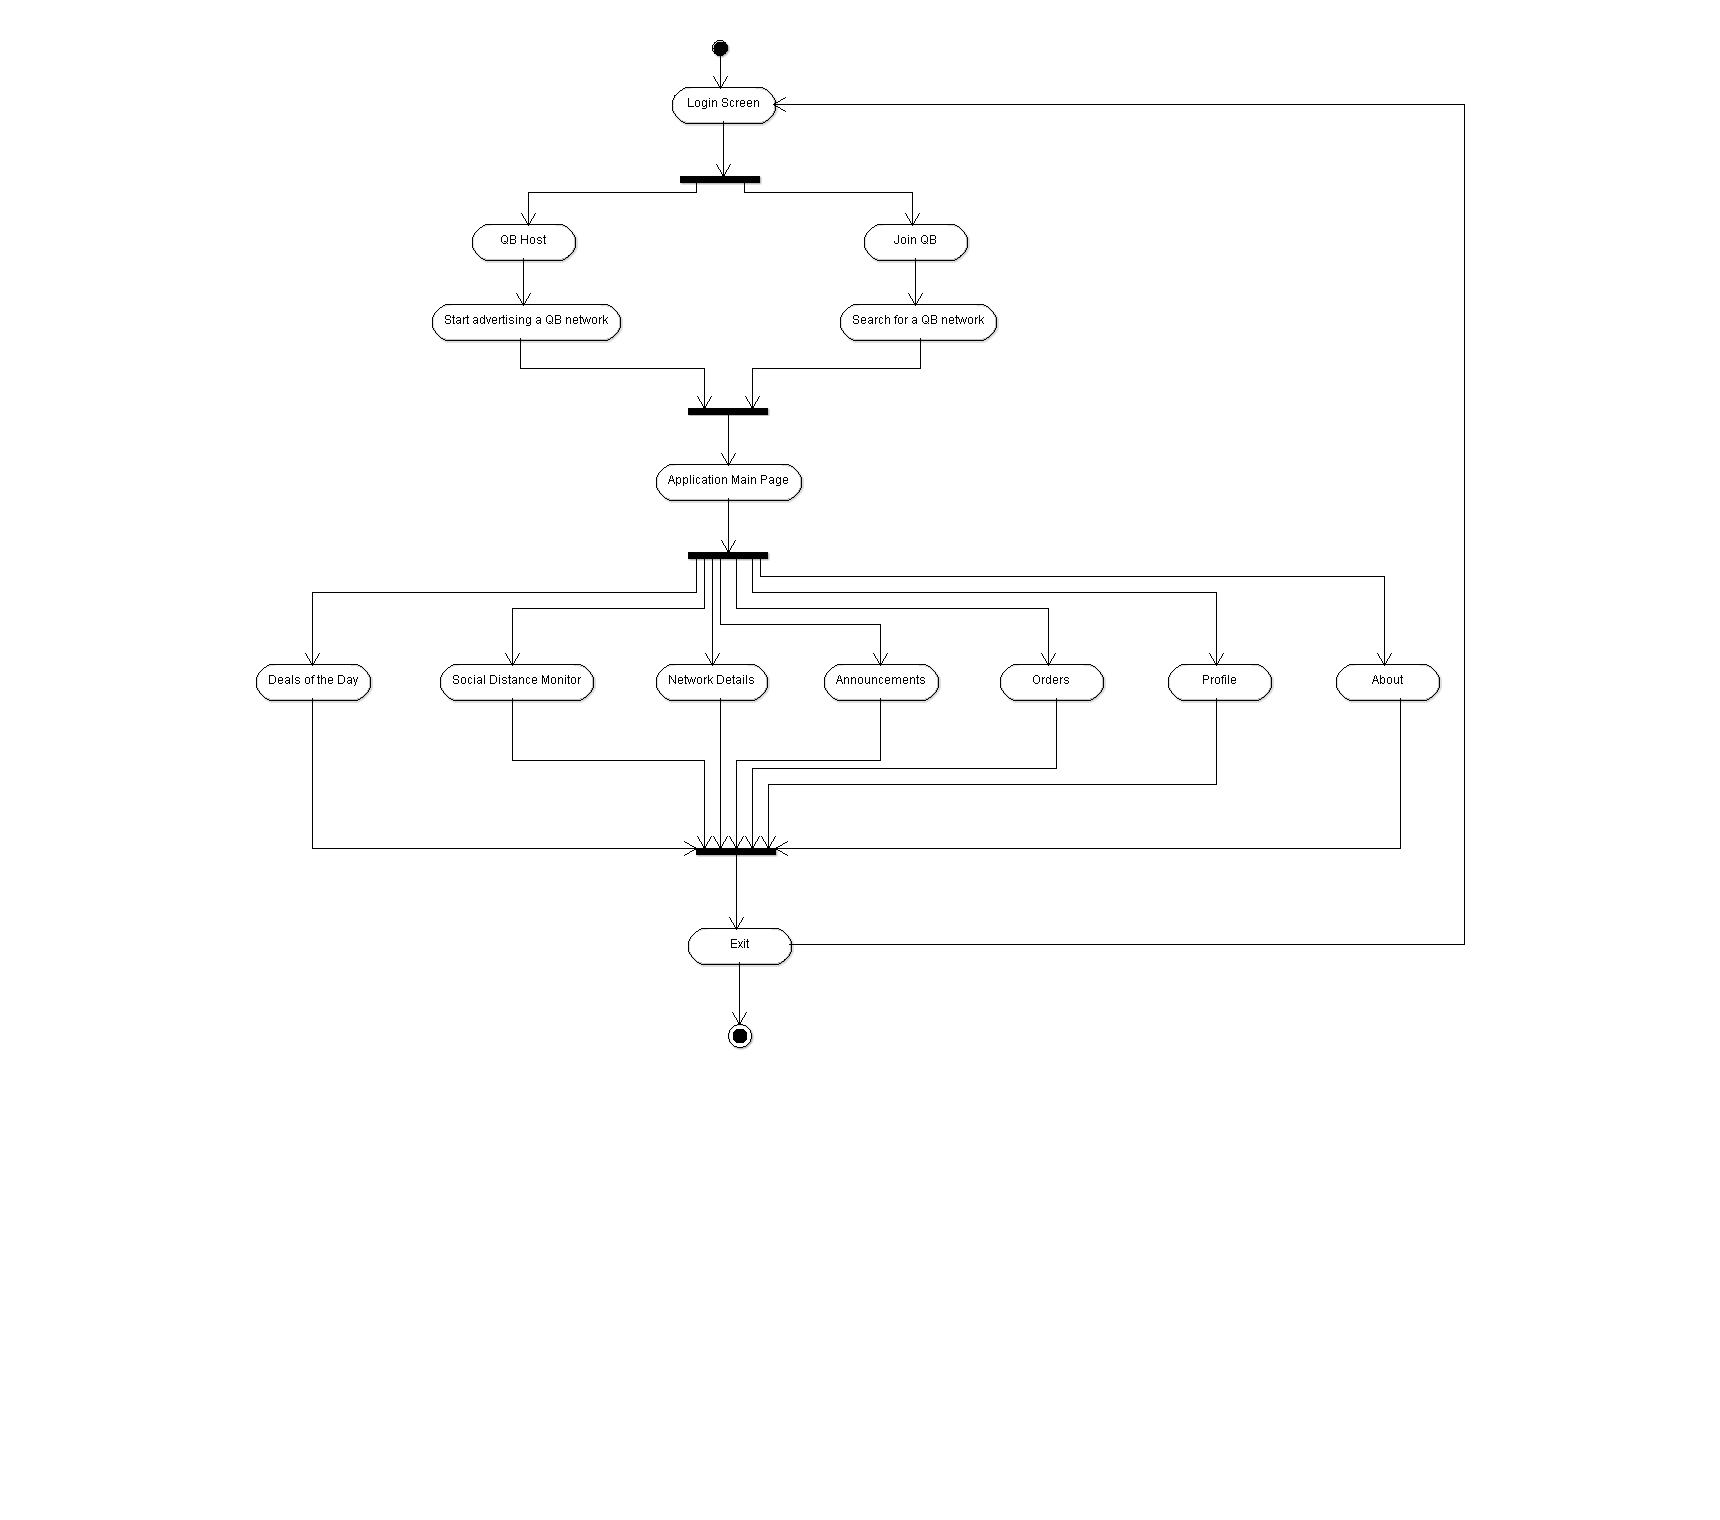 Login Screen
QB Host
Join QB
Start advertising a QB network
Search for a QB network
Application Main Page
Deals of the Day
Social Distance Monitor
Network Details
Announcements
Orders
Profile
About
Exit